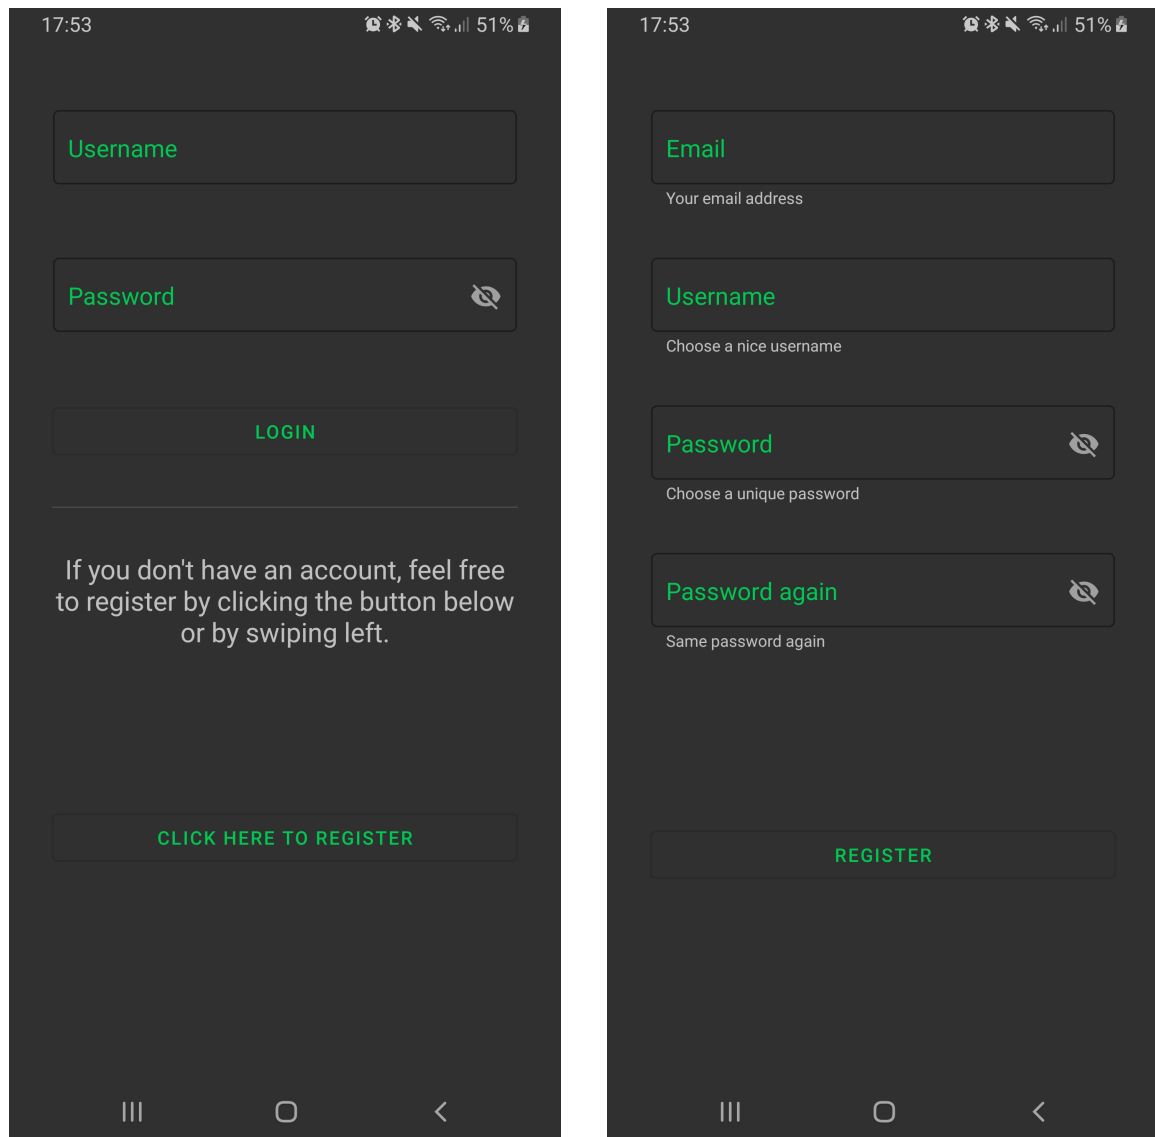 17:53
51%
Username
Password
LOGIN
If you don't have an account, feel free
to register by clicking the button below
or by swiping left.
CLICK HERE TO REGISTER
17:53
51%
Email
Your email address
Username
Choose a nice username
Password
Choose a unique password
Password again
Same password again
REGISTER